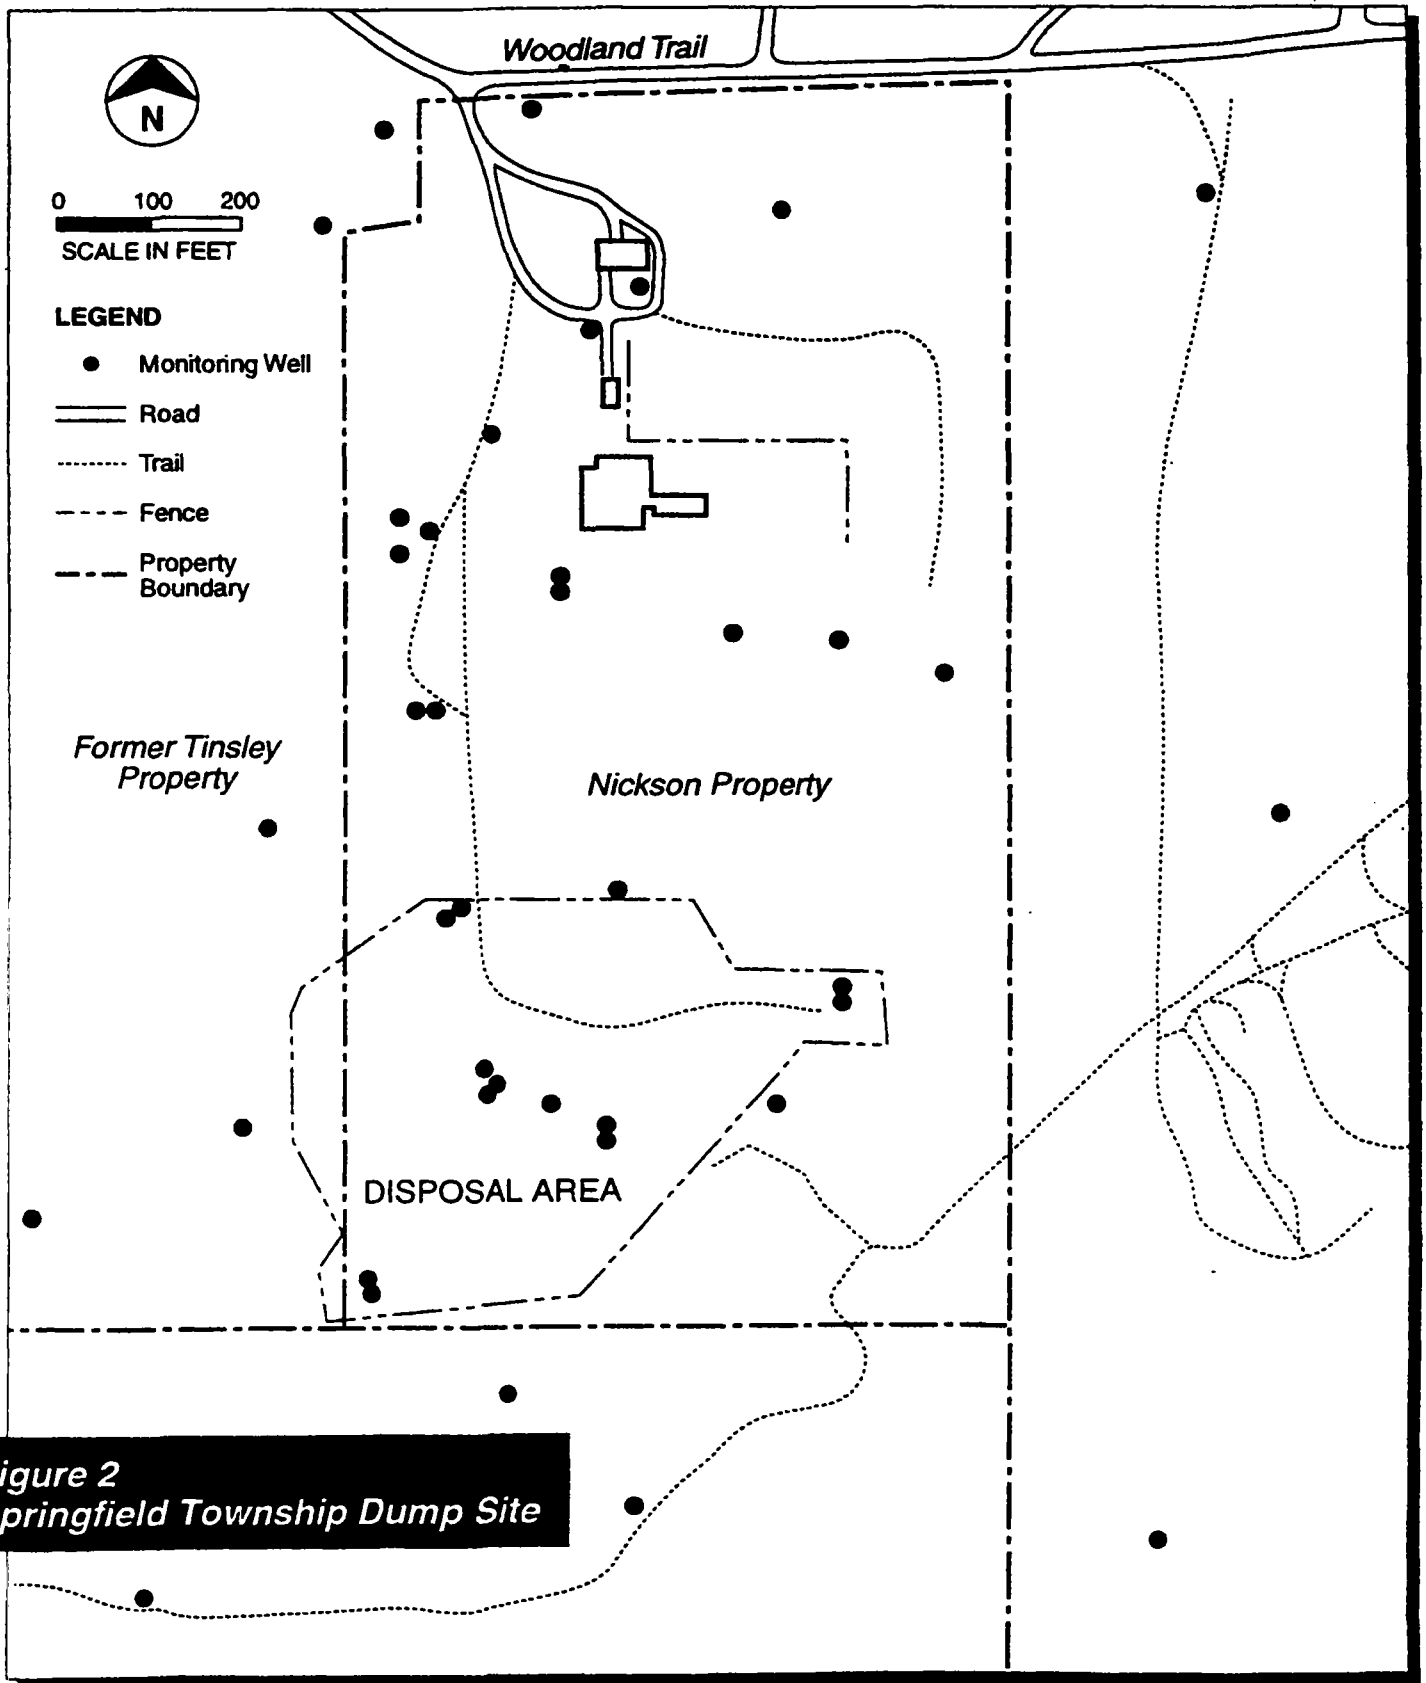 Woodland Trail
N
0 100 200
SCALE IN FEET
LEGEND
Monitoring Well
Road
Trail
Fence
Property
Boundary
Former Tinsley
Property
Nickson Property
DISPOSAL AREA
igure 2
pringfield Township Dump Site